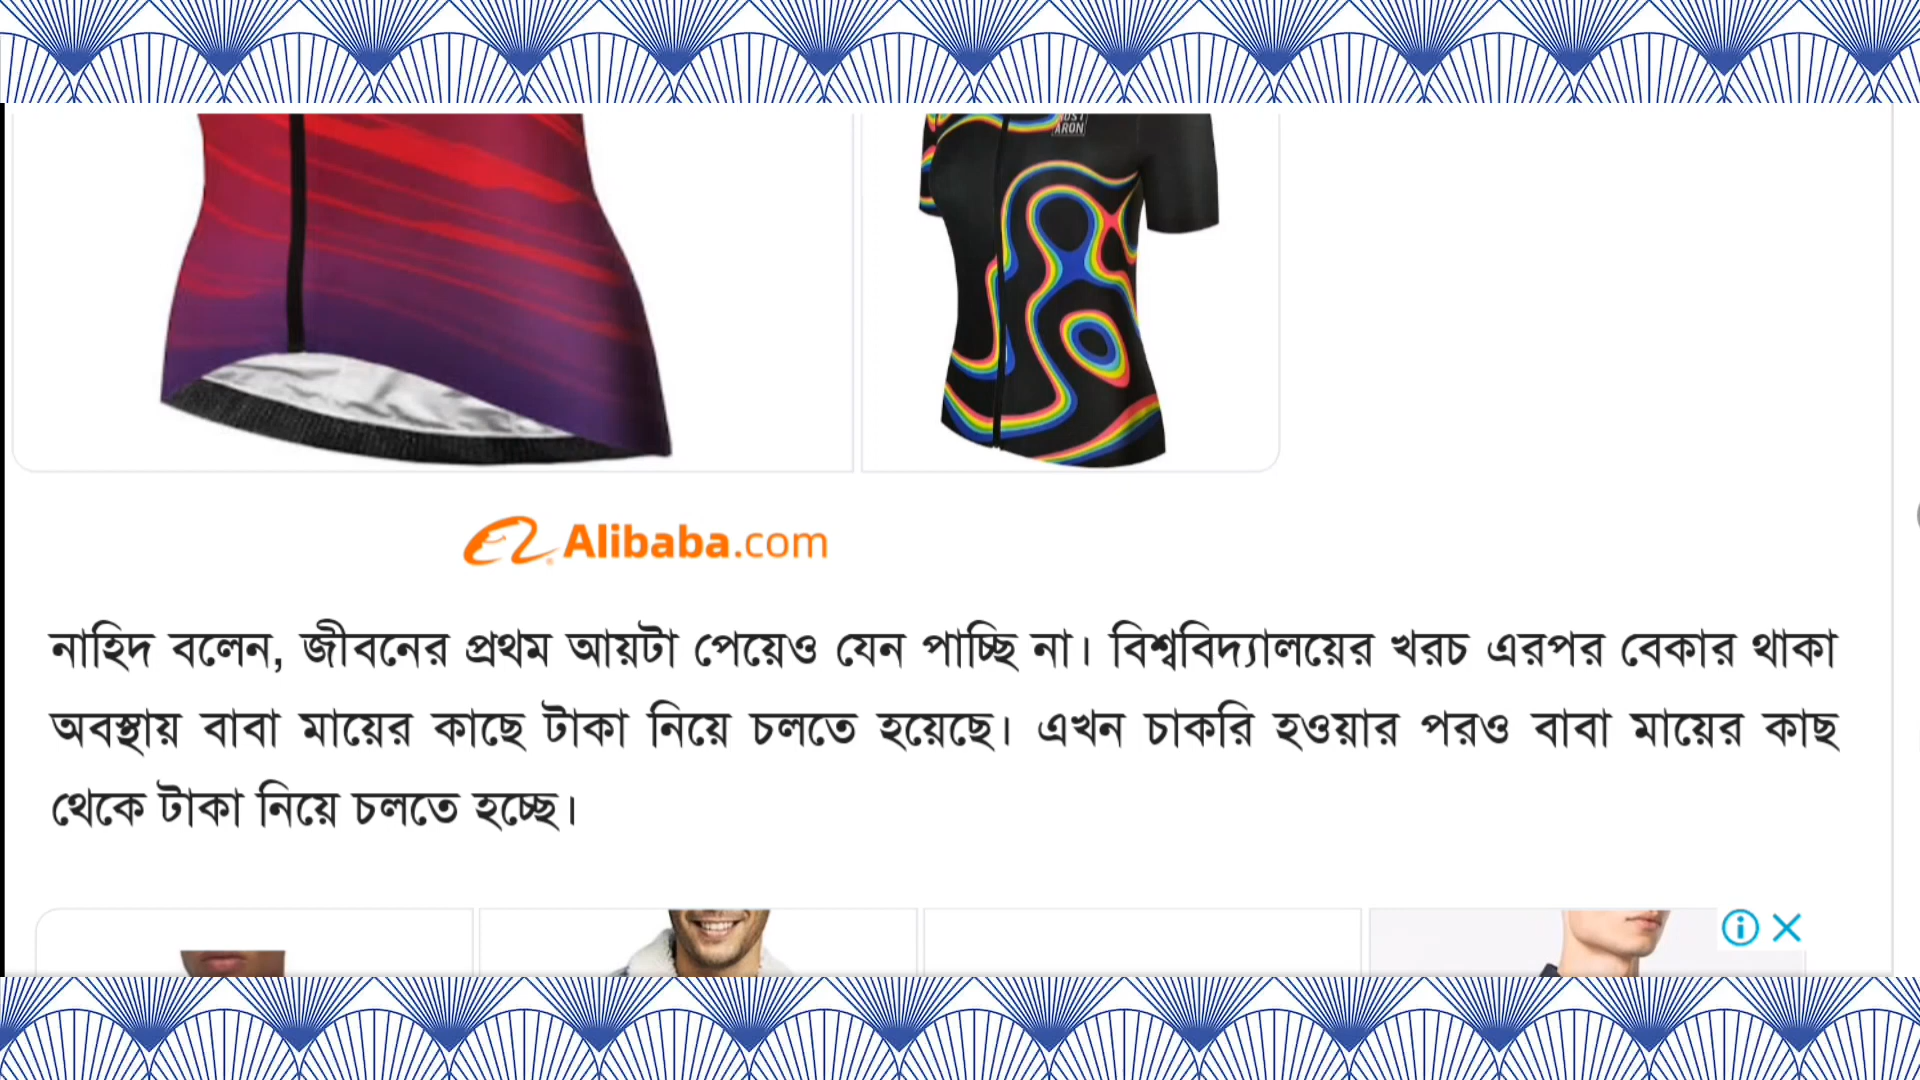 ARON
Alibaba.com
নাহিদ বলেন, জীবনের প্রথম আয়টা পেয়েও যেন পাচ্ছি না। বিশ্ববিদ্যালয়ের খরচ এরপর বেকার থাকা
অবস্থায় বাবা মায়ের কাছে টাকা নিয়ে চলতে হয়েছে। এখন চাকরি হওয়ার পরও বাবা মায়ের কাছ
থেকে টাকা নিয়ে চলতে হচ্ছে।